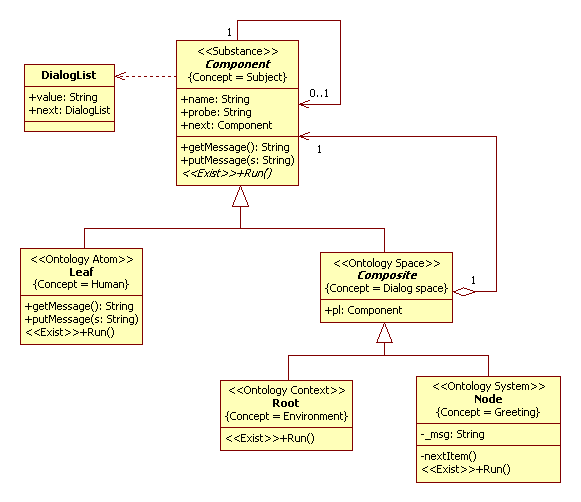 1
<<Substance>>
Component
{Concept = Subject}
+name: String
+probe: String
+next: Component
+getMessage(): String
+putMessage(s: String)
<<Exist>>+Run()
0..1
1
DialogList
+value: String
+next: DialogList
<<Ontology Atom>>
Leaf
{Concept = Human}
+getMessage(): String
+putMessage(s: String)
<<Exist>>+Run()
<<Ontology Space>>
Composite
{Concept = Dialog space}
+pl: Component
1
<<Ontology Context>>
Root
{Concept = Environment}
<<Exist>>+Run()
<<Ontology System>>
Node
{Concept = Greeting}
-_msg: String
-nextItem()
<<Exist>>+Run()